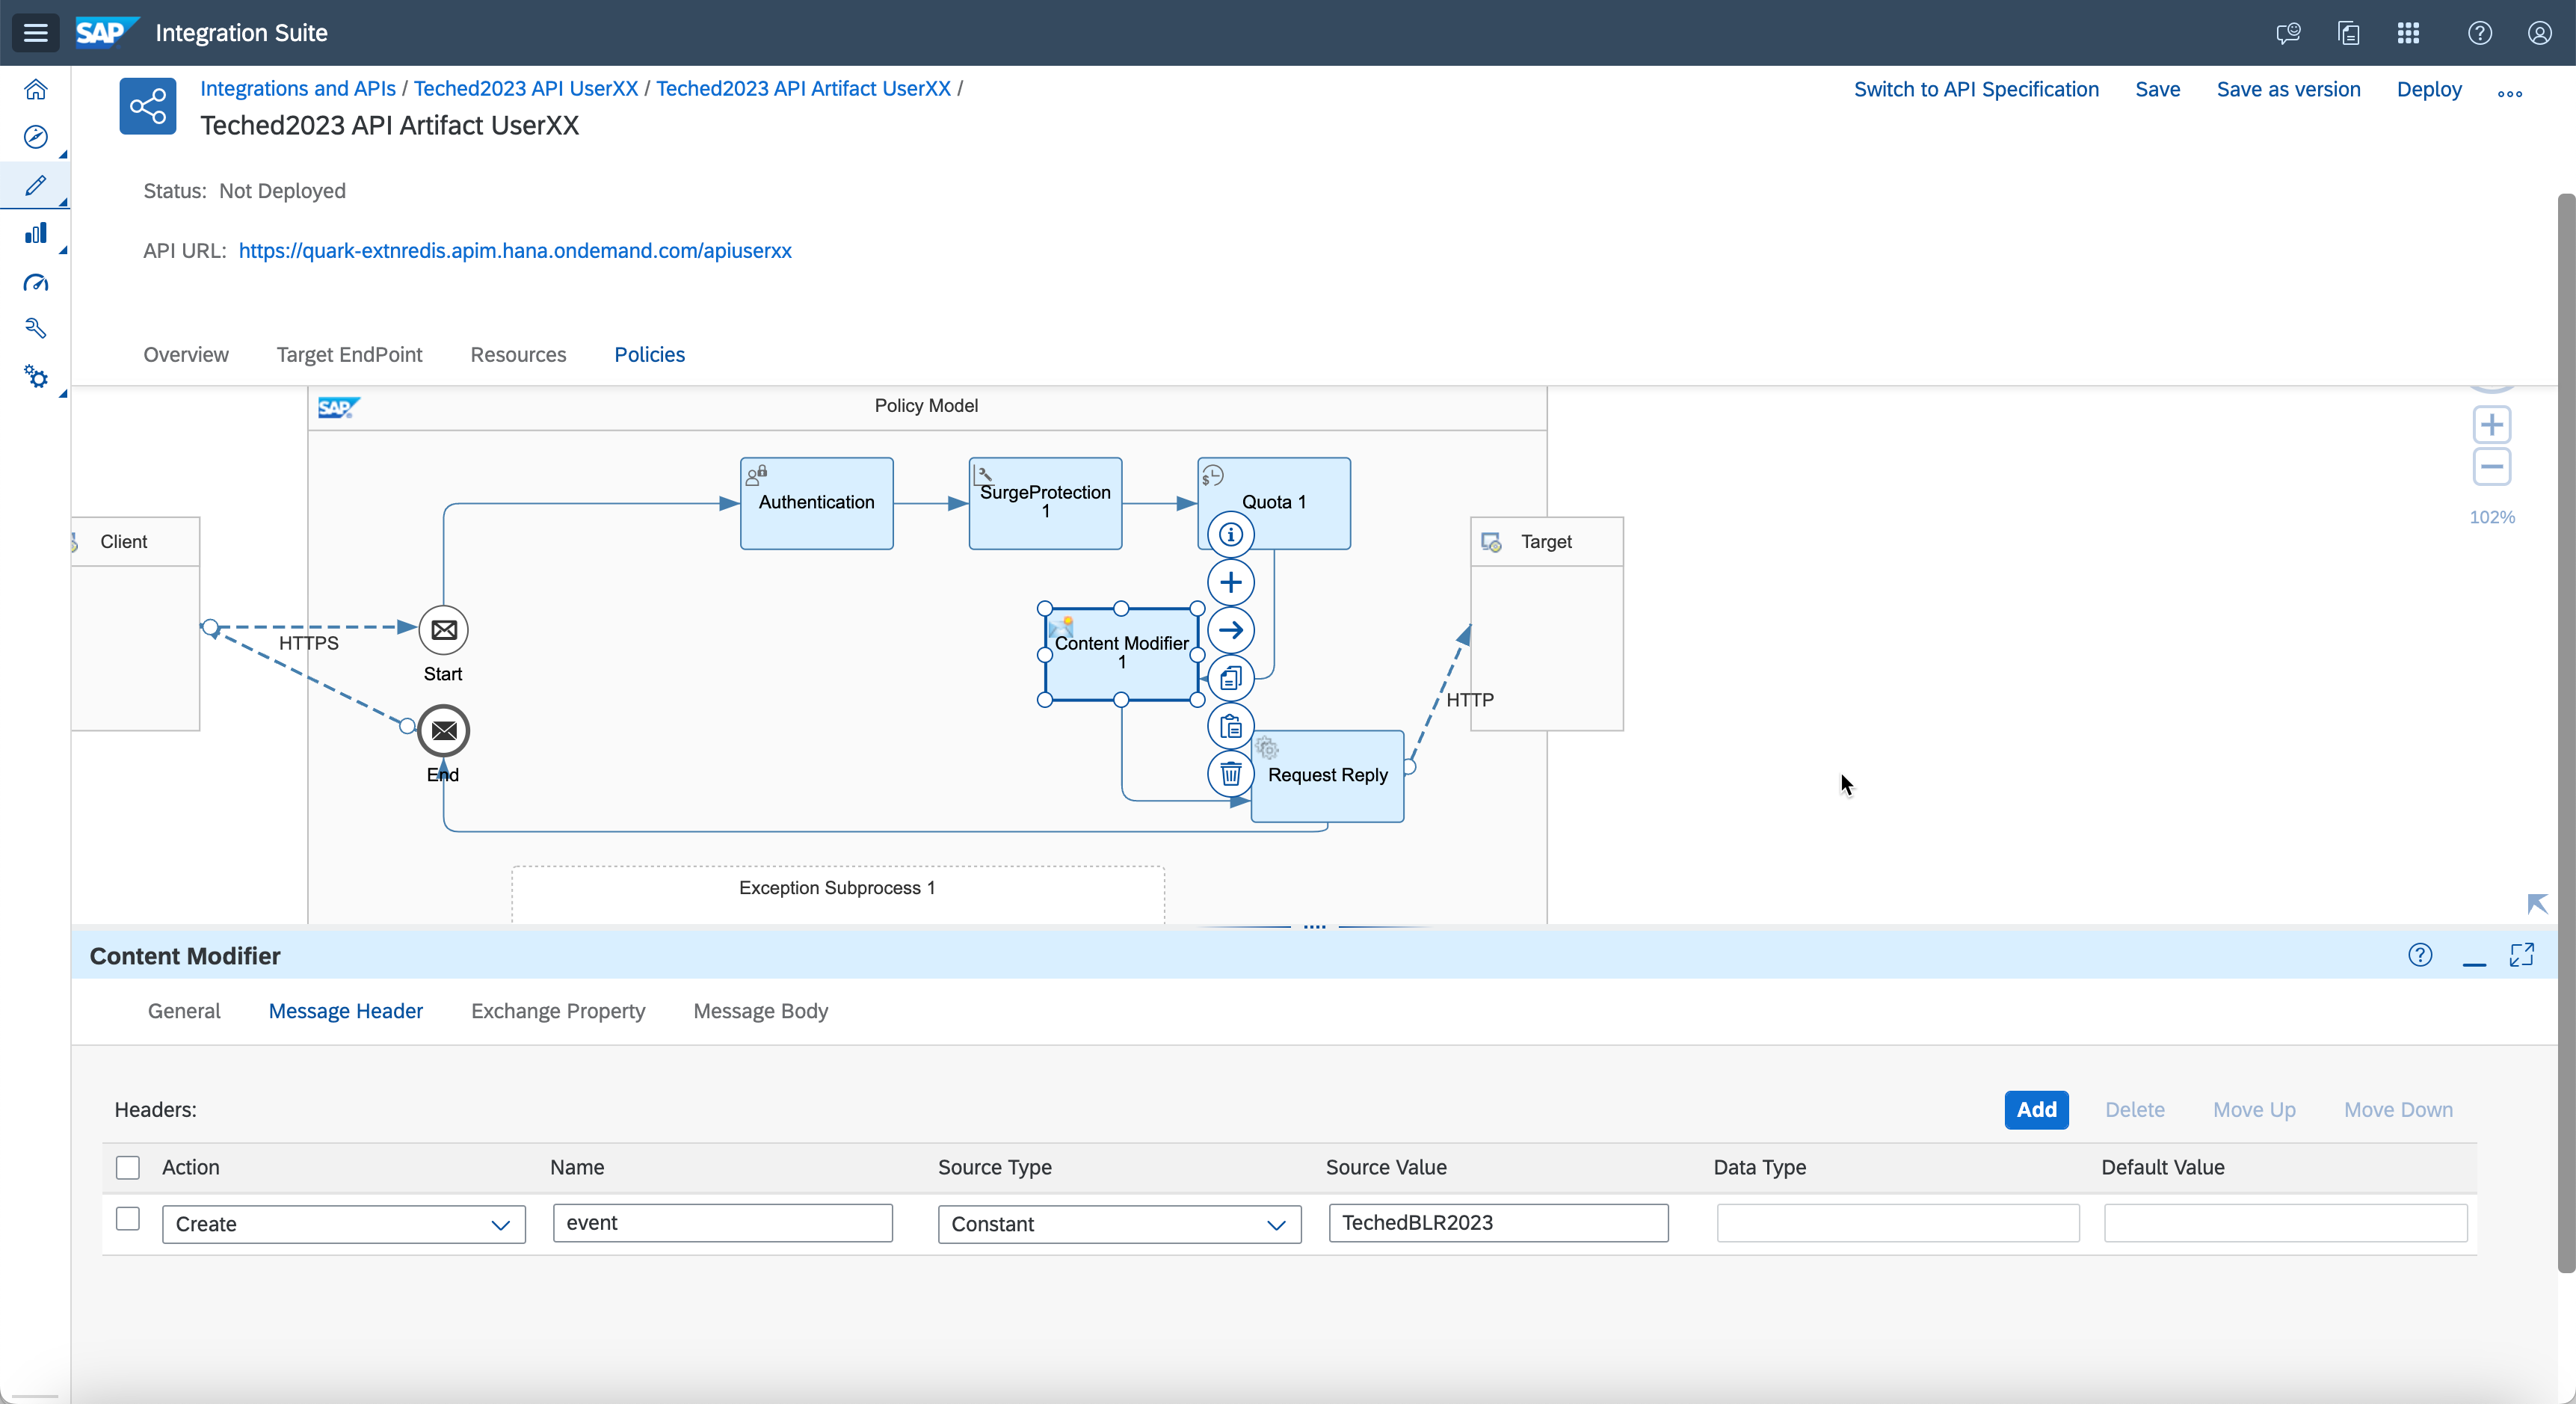 SAP Integration Suite
Integrations and APIs / Teched2023 API UserXX / Teched2023 API Artifact UserXX /
Switch to API Specification Save Save as version Deploy
Teched2023 API Artifact UserXX
Status: Not Deployed
API URL: https://quark-extnredis.apim.hana.ondemand.com/apiuserxx
Overview Target EndPoint Resources Policies
SAP Policy Model
Authentication
SurgeProtection
1
Quota 1
102%
Client
Target
HTTPS
Start
Content Modifier
1
HTTP
End
Request Reply
Exception Subprocess 1
Content Modifier
General Message Header Exchange Property Message Body
Headers:
Add Delete Move Up Move Down
Action Name Source Type Source Value Data Type Default Value
Create event Constant TechedBLR2023